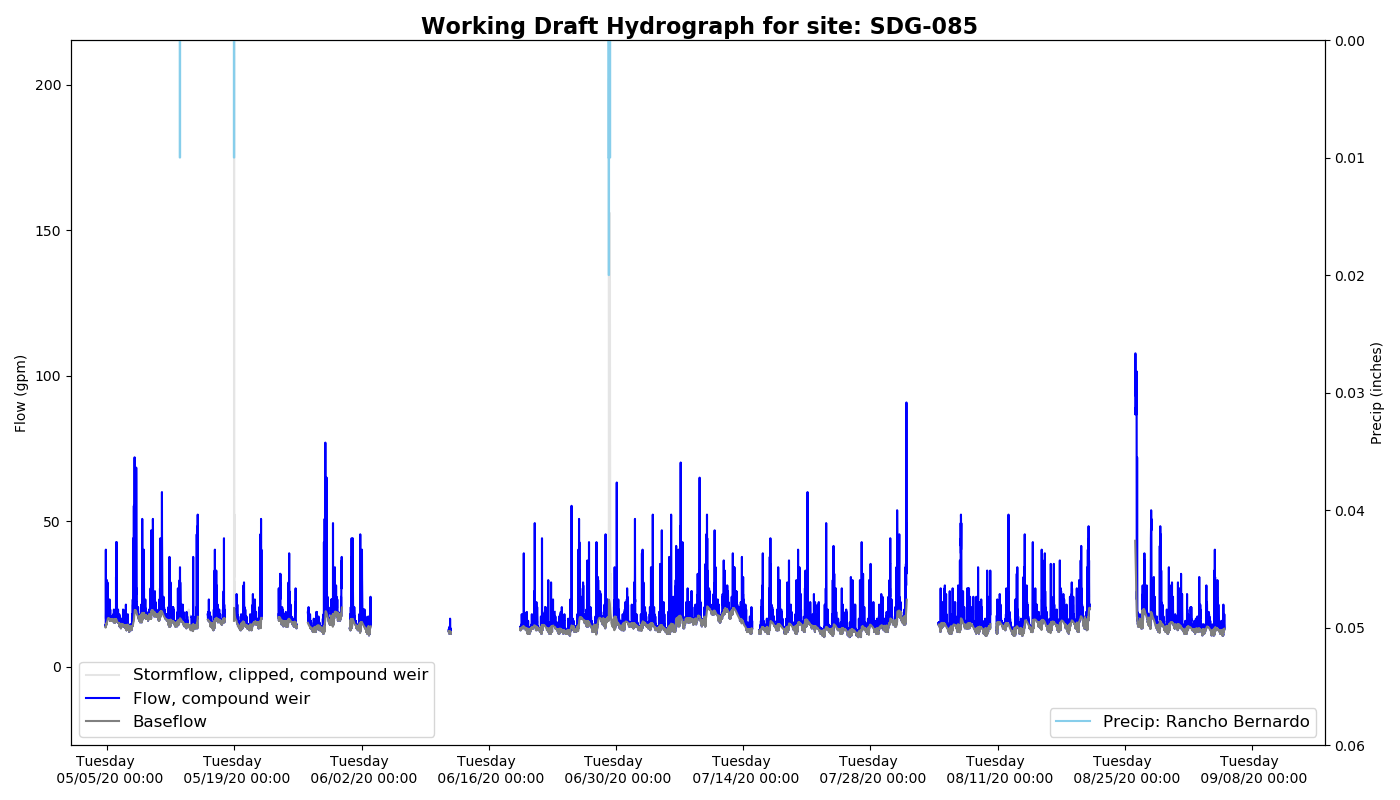 Working Draft Hydrograph for site: SDG-085
Flow (gpm)
200
150
100
50
0
0.00
0.01
0.02
0.03
0.04
0.05
0.06
Precip (inches)
Stormflow, clipped, compound weir
Flow, compound weir
Baseflow
Precip: Rancho Bernardo
Tuesday Tuesday Tuesday Tuesday Tuesday Tuesday Tuesday Tuesday Tuesday Tuesday
05/05/20 00:00 05/19/20 00:00 06/02/20 00:00 06/16/20 00:00 06/30/20 00:00 07/14/20 00:00 07/28/20 00:00 08/11/20 00:00 08/25/20 00:00 09/08/20 00:00